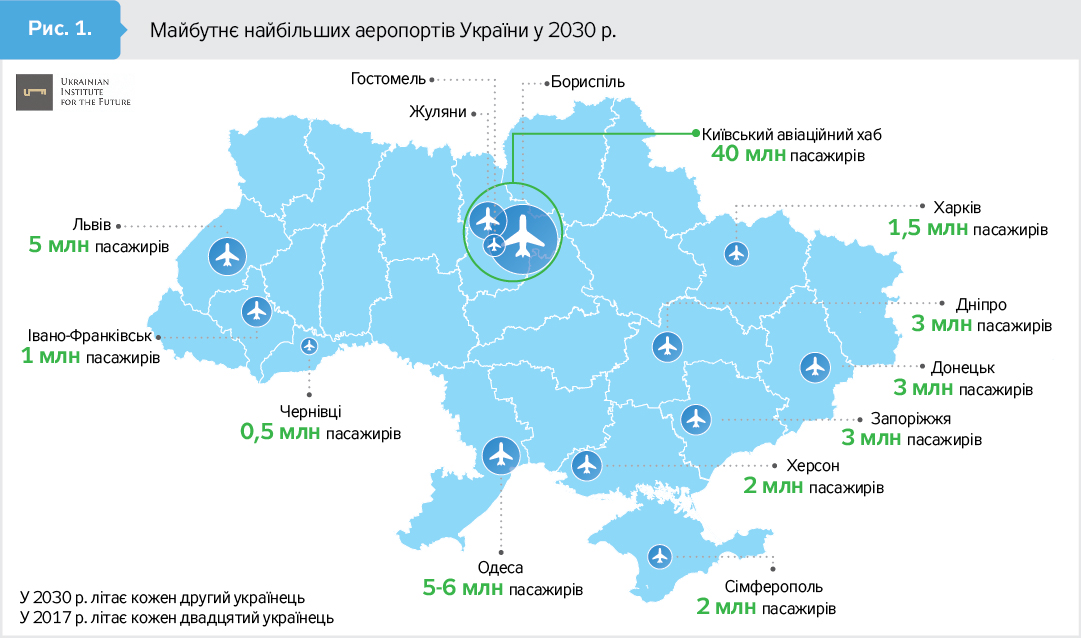 Рис. 1.
Майбутнє найбільших аеропортів України у 2030 р.
UKRAINIAN
INSTITUTE
FOR THE FUTURE
Гостомель
Бориспіль
Жуляни
Київський авіаційний хаб
40 млн пасажирів
Львів
5 млн пасажирів
Харків
1,5 млн пасажирів
Дніпро
3 млн пасажирів
Івано-Франківськ
1 млн пасажирів
Донецьк
3 млн пасажирів
Чернівці
0,5 млн пасажирів
Запоріжжя
3 млн пасажирів
Херсон
2 млн пасажирів
Одеса
5-6 млн пасажирів
Сімферополь
2 млн пасажирів
У 2030 р. літає кожен другий українець
У 2017 р. літає кожен двадцятий українець